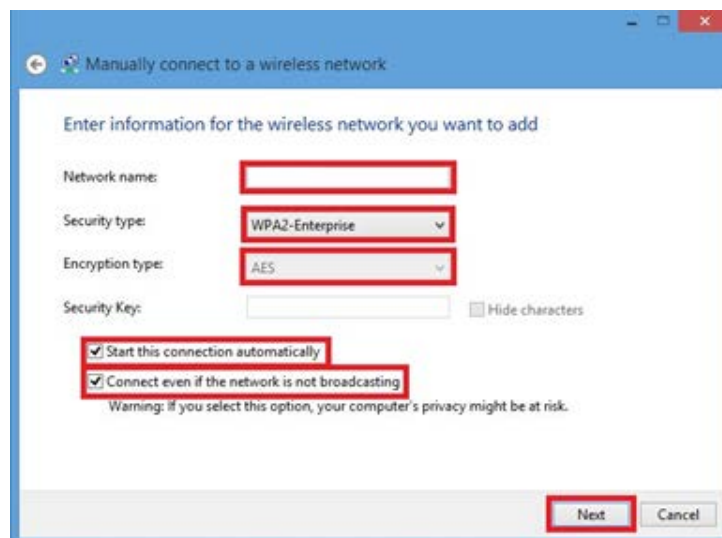 Manually connect to a wireless network
Enter information for the wireless network you want to add
Network name:
Security type: WPA2-Enterprise
Encryption type: AES
Security Key: Hide characters
Start this connection automatically
Connect even if the network is not broadcasting
Warning: If you select this option, your computer's privacy might be at risk.
Next Cancel